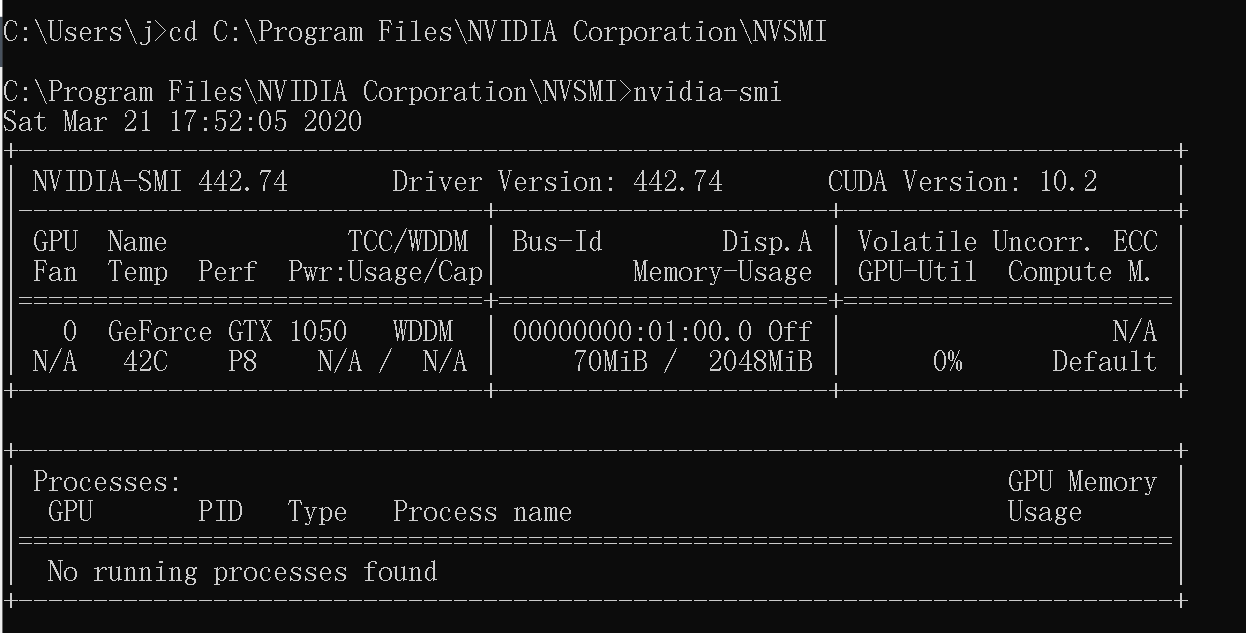 C:\Users\j>cd C:\Program Files\NVIDIA Corporation\NVSMI
C:\Program Files\NVIDIA Corporation\NVSMI>nvidia-smi
Sat Mar 21 17:52:05 2020
+-----------------------------------------------------------------------------+
| NVIDIA-SMI 442.74       Driver Version: 442.74       CUDA Version: 10.2     |
|-------------------------------+----------------------+----------------------+
| GPU  Name            TCC/WDDM | Bus-Id        Disp.A | Volatile Uncorr. ECC |
| Fan  Temp  Perf  Pwr:Usage/Cap|         Memory-Usage | GPU-Util  Compute M. |
|===============================+======================+======================|
|   0  GeForce GTX 1050   WDDM  | 00000000:01:00.0 Off |                  N/A |
| N/A   42C    P8    N/A /  N/A |     70MiB /  2048MiB |      0%      Default |
+-------------------------------+----------------------+----------------------+
+-----------------------------------------------------------------------------+
| Processes:                                                       GPU Memory |
|  GPU       PID   Type   Process name                             Usage      |
|=============================================================================|
|  No running processes found                                                 |
+-----------------------------------------------------------------------------+